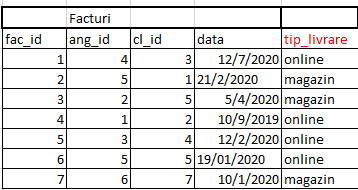 Facturi
fac_id ang_id cl_id data tip_livrare
1 4 3 12/7/2020 online
2 5 1 21/2/2020 magazin
3 2 5 5/4/2020 magazin
4 1 2 10/9/2019 online
5 3 4 12/2/2020 online
6 5 5 19/01/2020 online
7 6 7 10/1/2020 magazin